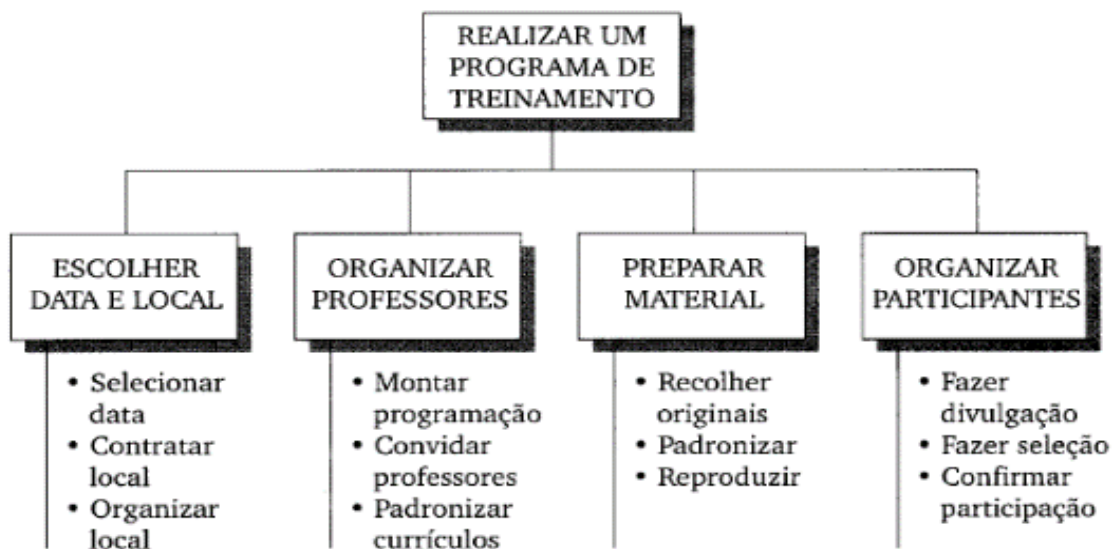 REALIZAR UM
PROGRAMA DE
TREINAMENTO
ESCOLHER
DATA E LOCAL
• Selecionar
data
• Contratar
local
• Organizar
local
ORGANIZAR
PROFESSORES
• Montar
programação
• Convidar
professores
• Padronizar
currículos
PREPARAR
MATERIAL
• Recolher
originais
• Padronizar
• Reproduzir
ORGANIZAR
PARTICIPANTES
• Fazer
divulgação
• Fazer seleção
• Confirmar
participação